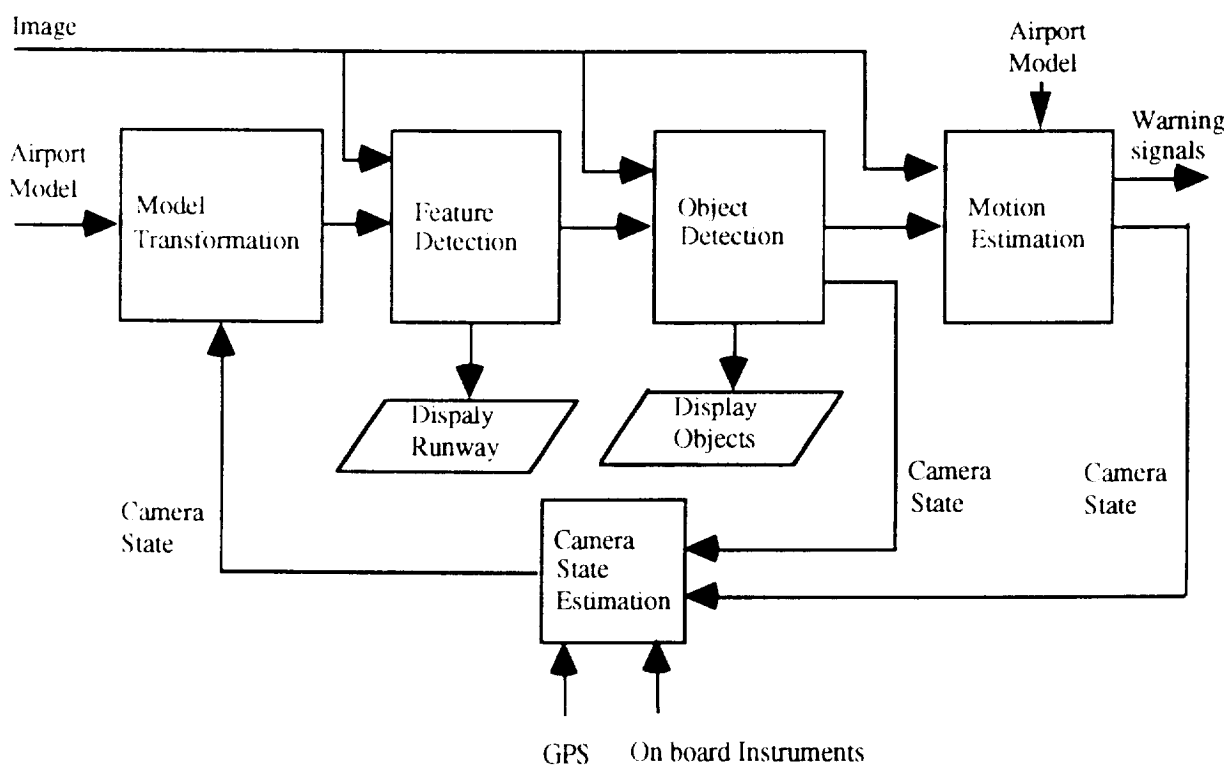 Image
Airport
Model
Airport
Model
Warning
signals
Model
Transformation
Feature
Detection
Object
Detection
Motion
Estimation
Dispaly
Runway
Display
Objects
Camera
State
Camera
State
Camera
State
Camera
State
Estimation
GPS
On board Instruments